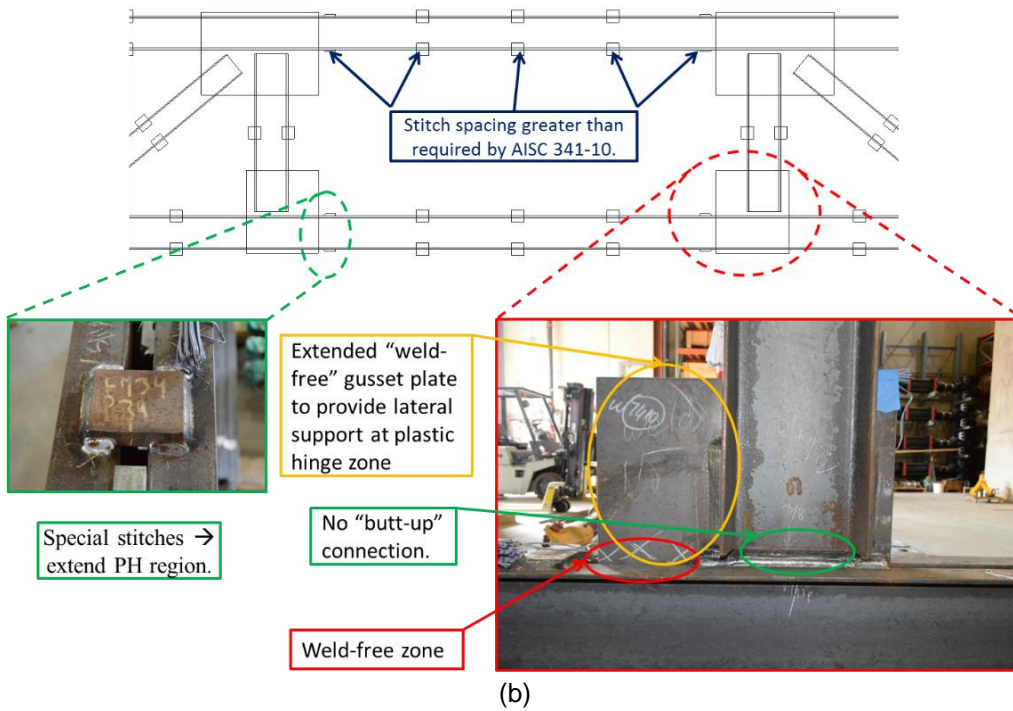 Stitch spacing greater than
required by AISC 341-10.
Extended “weld-
free” gusset plate
to provide lateral
support at plastic
hinge zone
No “butt-up”
connection.
Special stitches →
extend PH region.
Weld-free zone
(b)